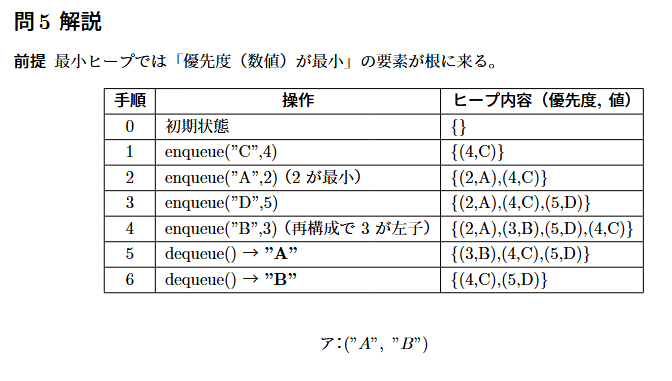 問 5 解説
前提 最小ヒープでは「優先度（数値）が最小」の要素が根に来る。
手順 操作 ヒープ内容（優先度, 値）
0 初期状態 {}
1 enqueue("C",4) {(4,C)}
2 enqueue("A",2)（2 が最小） {(2,A),(4,C)}
3 enqueue("D",5) {(2,A),(4,C),(5,D)}
4 enqueue("B",3)（再構成で 3 が左子） {(2,A),(3,B),(5,D),(4,C)}
5 dequeue() → "A" {(3,B),(4,C),(5,D)}
6 dequeue() → "B" {(4,C),(5,D)}
ア：("A", "B")